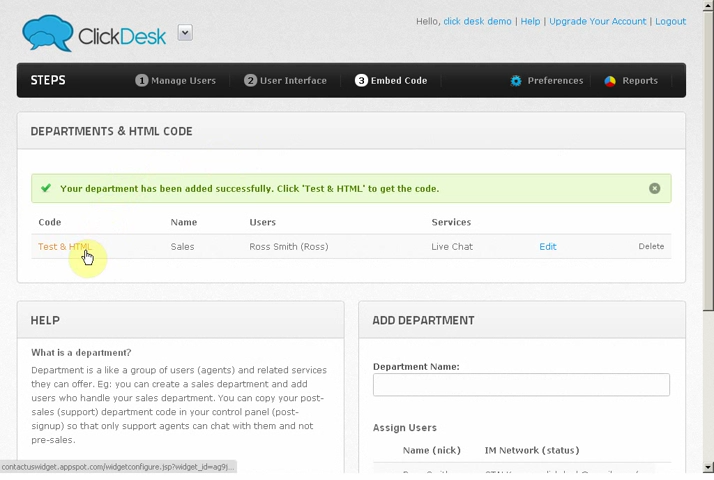 ClickDesk
Hello, click desk demo | Help | Upgrade Your Account | Logout
STEPS 1 Manage Users 2 User Interface 3 Embed Code Preferences Reports
DEPARTMENTS & HTML CODE
Your department has been added successfully. Click 'Test & HTML' to get the code.
Code Name Users Services
Test & HTML Sales Ross Smith (Ross) Live Chat Edit Delete
HELP
What is a department?
Department is a like a group of users (agents) and related services
they can offer. Eg: you can create a sales department and add
users who handle your sales department. You can copy your post-
sales (support) department code in your control panel (post-
signup) so that only support agents can chat with them and not
pre-sales.
ADD DEPARTMENT
Department Name:
Assign Users
Name (nick) IM Network (status)
contactuswidget.appspot.com/widgetconfigure.jsp?widget_id=ag9j...